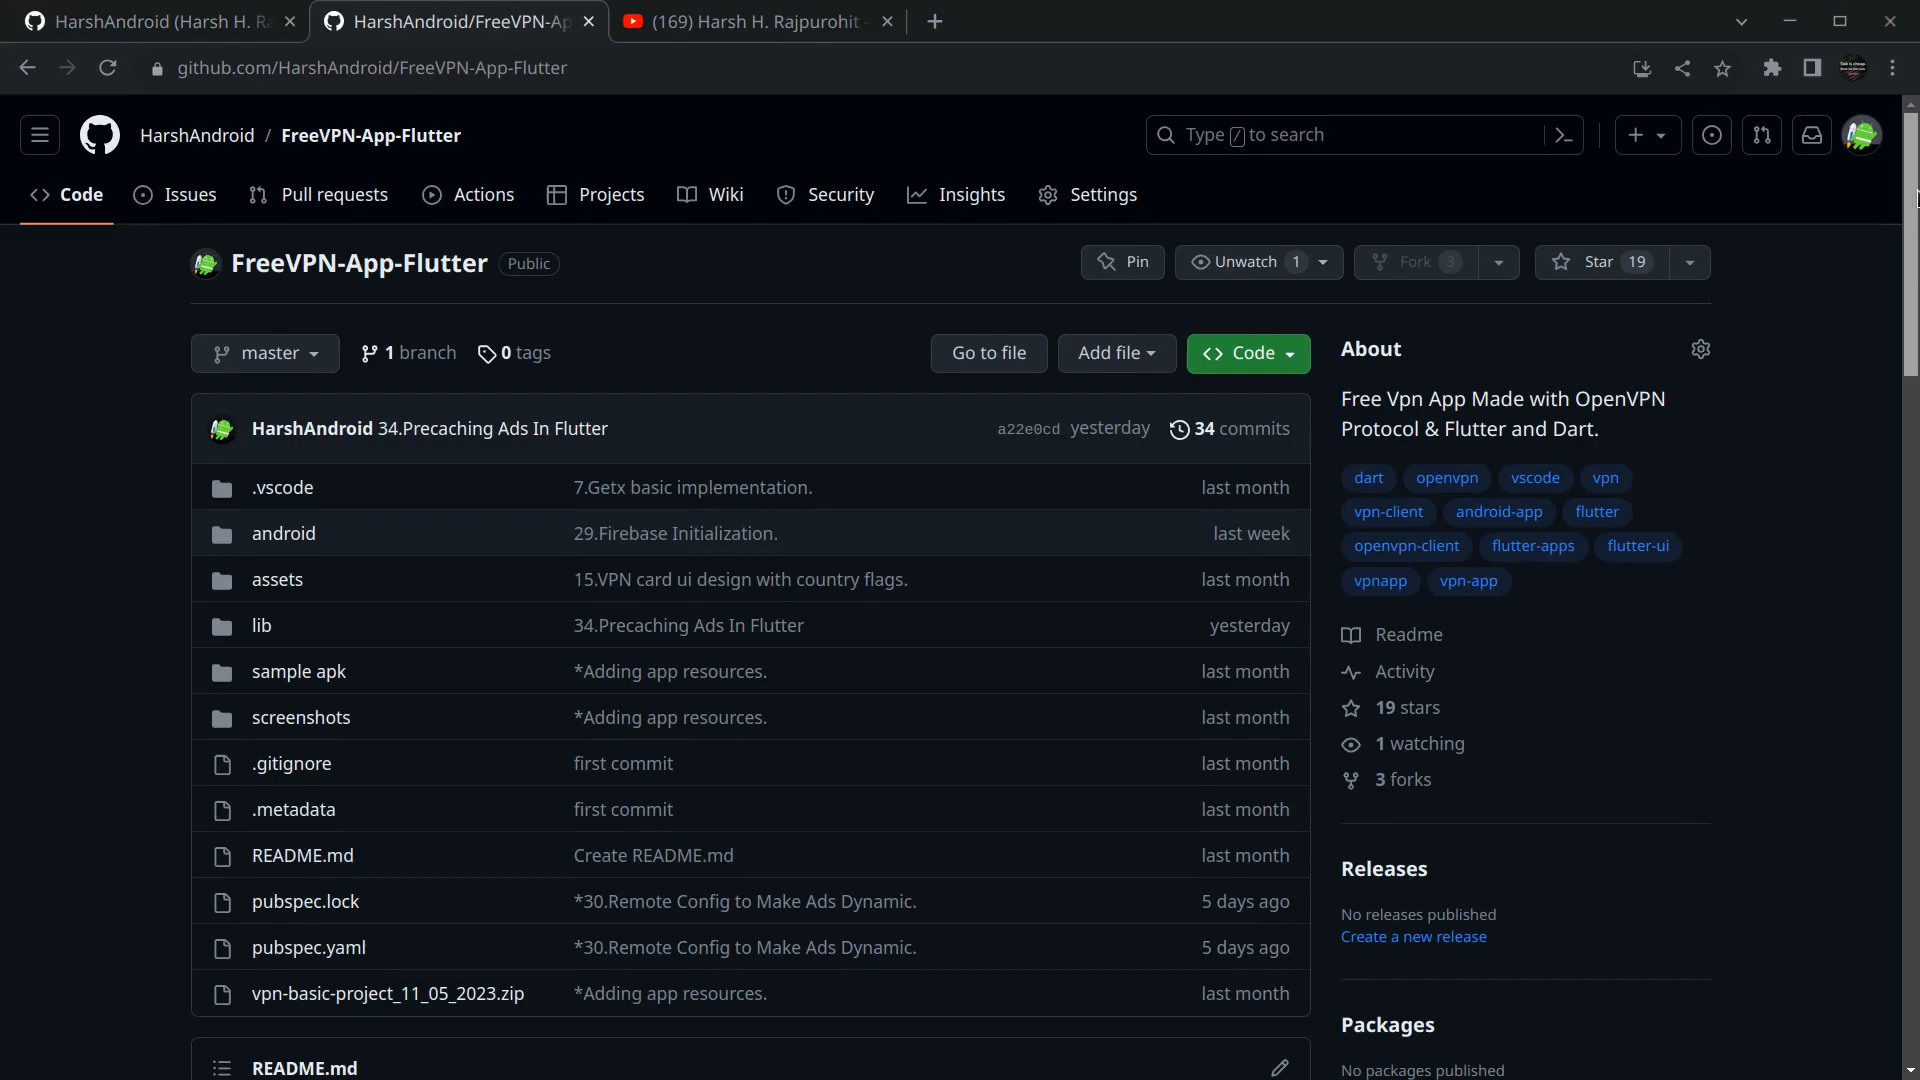 HarshAndroid (Harsh H. Ra
HarshAndroid/FreeVPN-Ap
(169) Harsh H. Rajpurohit -
github.com/HarshAndroid/FreeVPN-App-Flutter
HarshAndroid / FreeVPN-App-Flutter
Type / to search
Code
Issues
Pull requests
Actions
Projects
Wiki
Security
Insights
Settings
FreeVPN-App-Flutter
Public
Pin
Unwatch 1
Fork 3
Star 19
master
1 branch
0 tags
Go to file
Add file
Code
HarshAndroid 34.Precaching Ads In Flutter
a22e0cd yesterday
34 commits
.vscode 7.Getx basic implementation. last month
android 29.Firebase Initialization. last week
assets 15.VPN card ui design with country flags. last month
lib 34.Precaching Ads In Flutter yesterday
sample apk *Adding app resources. last month
screenshots *Adding app resources. last month
.gitignore first commit last month
.metadata first commit last month
README.md Create README.md last month
pubspec.lock *30.Remote Config to Make Ads Dynamic. 5 days ago
pubspec.yaml *30.Remote Config to Make Ads Dynamic. 5 days ago
vpn-basic-project_11_05_2023.zip *Adding app resources. last month
README.md
About
Free Vpn App Made with OpenVPN
Protocol & Flutter and Dart.
dart openvpn vscode vpn
vpn-client android-app flutter
openvpn-client flutter-apps flutter-ui
vpnapp vpn-app
Readme
Activity
19 stars
1 watching
3 forks
Releases
No releases published
Create a new release
Packages
No packages published